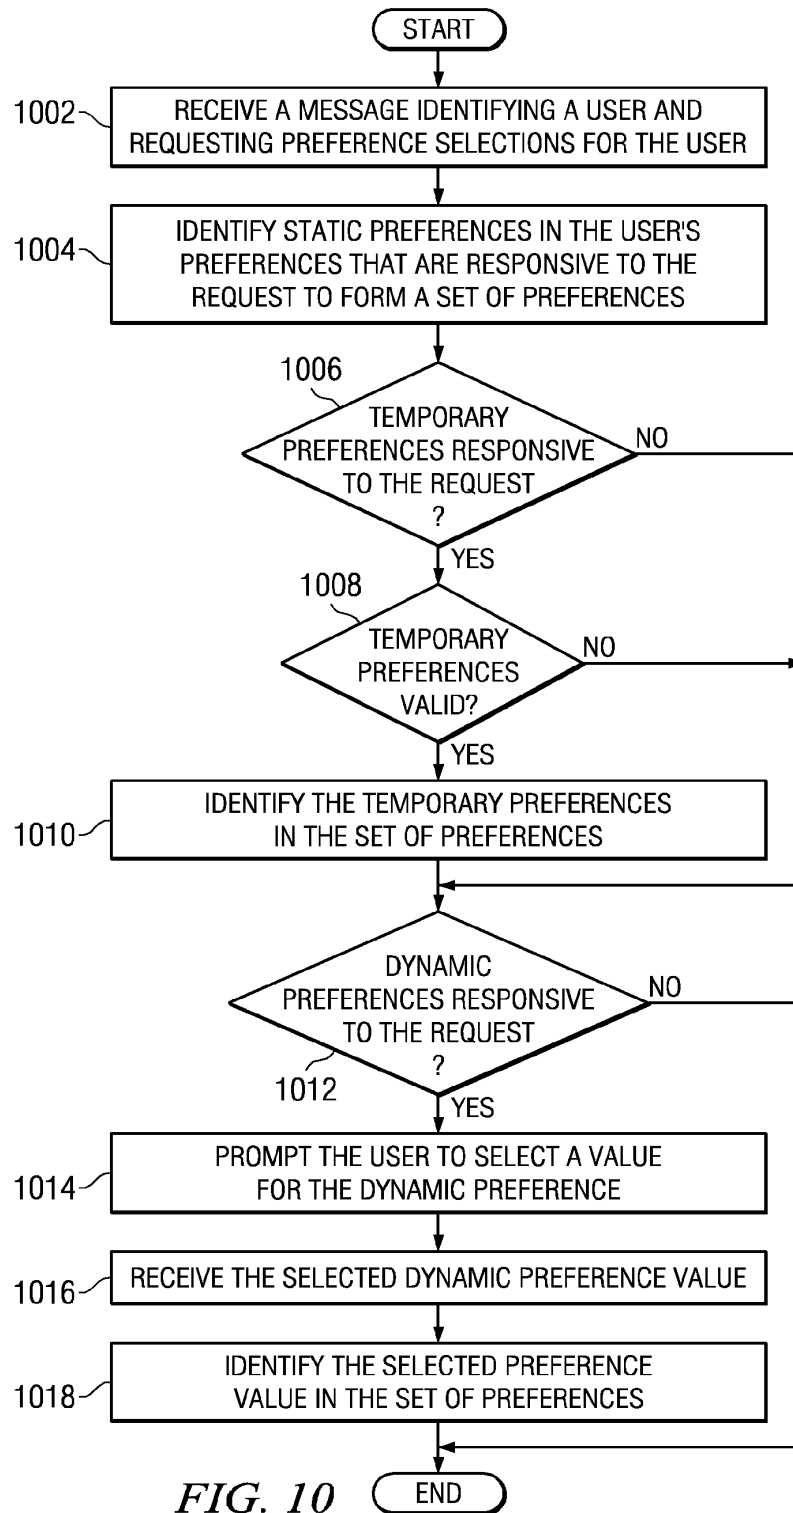 START
1002
RECEIVE A MESSAGE IDENTIFYING A USER AND
REQUESTING PREFERENCE SELECTIONS FOR THE USER
1004
IDENTIFY STATIC PREFERENCES IN THE USER'S
PREFERENCES THAT ARE RESPONSIVE TO THE
REQUEST TO FORM A SET OF PREFERENCES
1006
TEMPORARY
PREFERENCES RESPONSIVE
TO THE REQUEST
?
NO
YES
1008
TEMPORARY
PREFERENCES
VALID?
NO
YES
1010
IDENTIFY THE TEMPORARY PREFERENCES
IN THE SET OF PREFERENCES
DYNAMIC
PREFERENCES RESPONSIVE
TO THE REQUEST
?
NO
1012
YES
1014
PROMPT THE USER TO SELECT A VALUE
FOR THE DYNAMIC PREFERENCE
1016
RECEIVE THE SELECTED DYNAMIC PREFERENCE VALUE
1018
IDENTIFY THE SELECTED PREFERENCE
VALUE IN THE SET OF PREFERENCES
FIG. 10
END